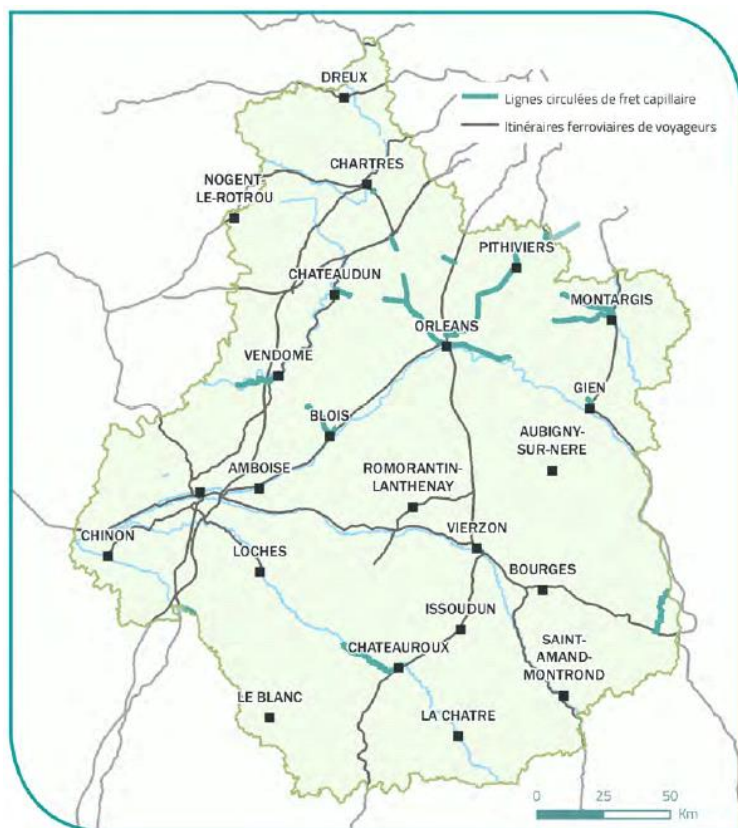 DREUX
Lignes circulées de fret capillaire
Itinéraires ferroviaires de voyageurs
CHARTRES
NOGENT-
LE-ROTROU
PITHIVIERS
CHATEAUDUN
MONTARGIS
ORLEANS
VENDOME
GIEN
BLOIS
AUBIGNY-
SUR-NERE
AMBOISE
ROMORANTIN-
LANTHENAY
CHINON
VIERZON
LOCHES
BOURGES
ISSOUDUN
SAINT-
AMAND-
MONTROND
CHATEAUROUX
LE BLANC
LA CHATRE
0 25 50
Km